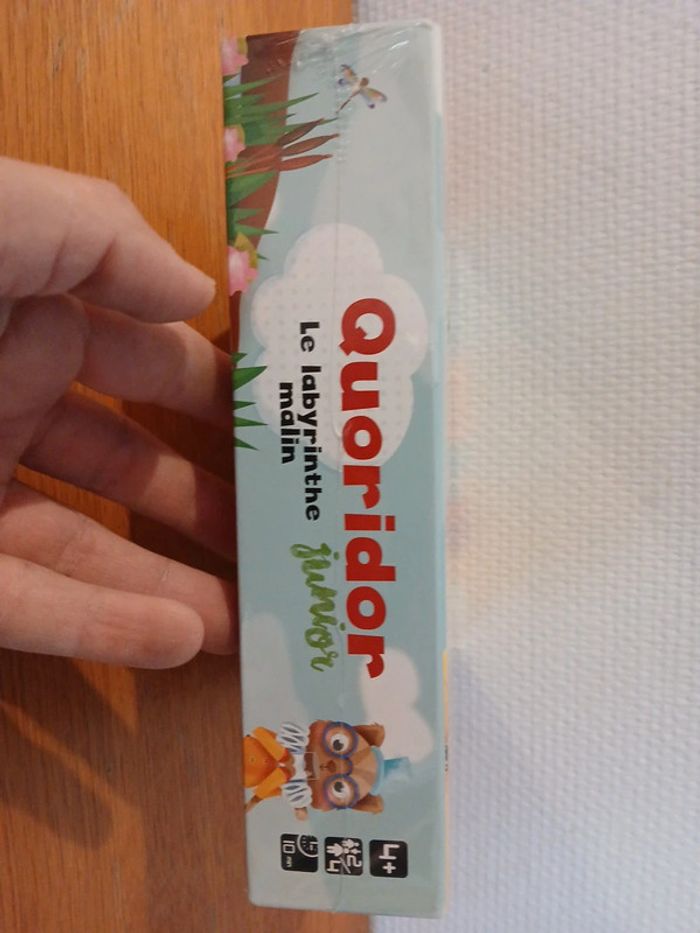 Quoridor
Le labyrinthe
malin
junior
4+
2
4
10 min